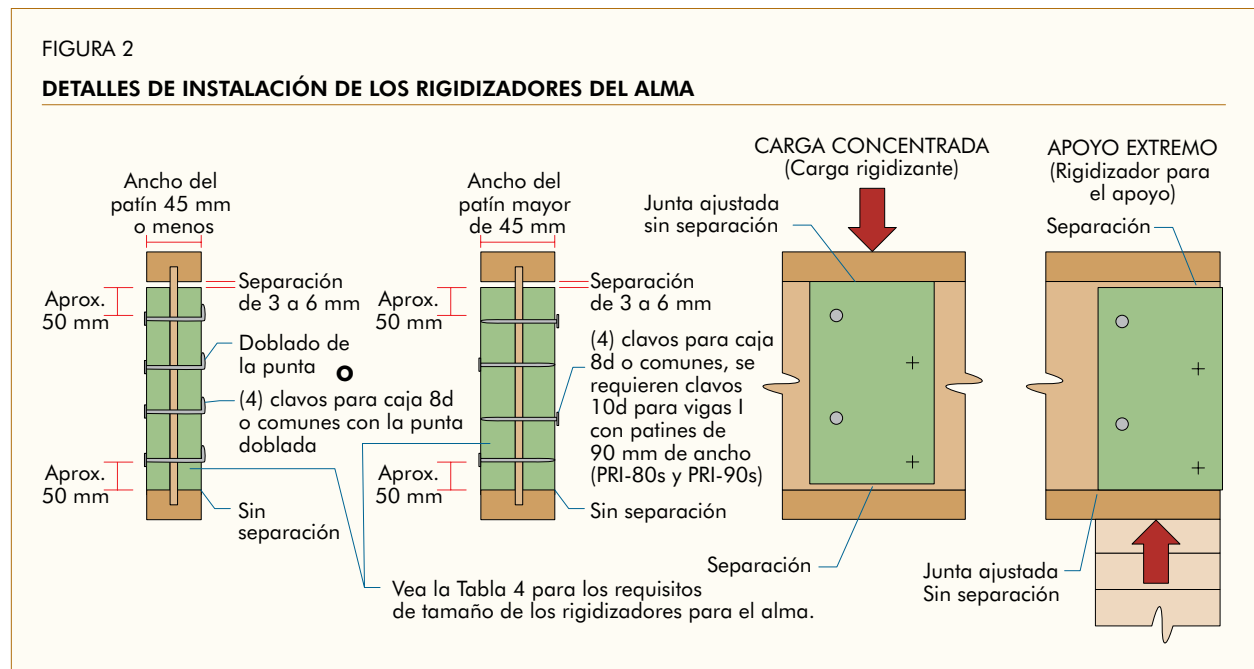 FIGURA 2
DETALLES DE INSTALACIÓN DE LOS RIGIDIZADORES DEL ALMA
Ancho del
patín 45 mm
o menos
Separación
de 3 a 6 mm
Aprox.
50 mm
Doblado de
la punta
(4) clavos para caja 8d
o comunes con la punta
doblada
Aprox.
50 mm
Sin
separación
o
Ancho del
patín mayor
de 45 mm
Separación
de 3 a 6 mm
Aprox.
50 mm
(4) clavos para caja
8d o comunes, se
requieren clavos
10d para vigas I
con patines de
90 mm de ancho
(PRI-80s y PRI-90s)
Aprox.
50 mm
Sin separación
Vea la Tabla 4 para los requisitos
de tamaño de los rigidizadores para el alma.
CARGA CONCENTRADA
(Carga rigidizante)
Junta ajustada
sin separación
Separación
APOYO EXTREMO
(Rigidizador para
el apoyo)
Separación
Junta ajustada
Sin separación